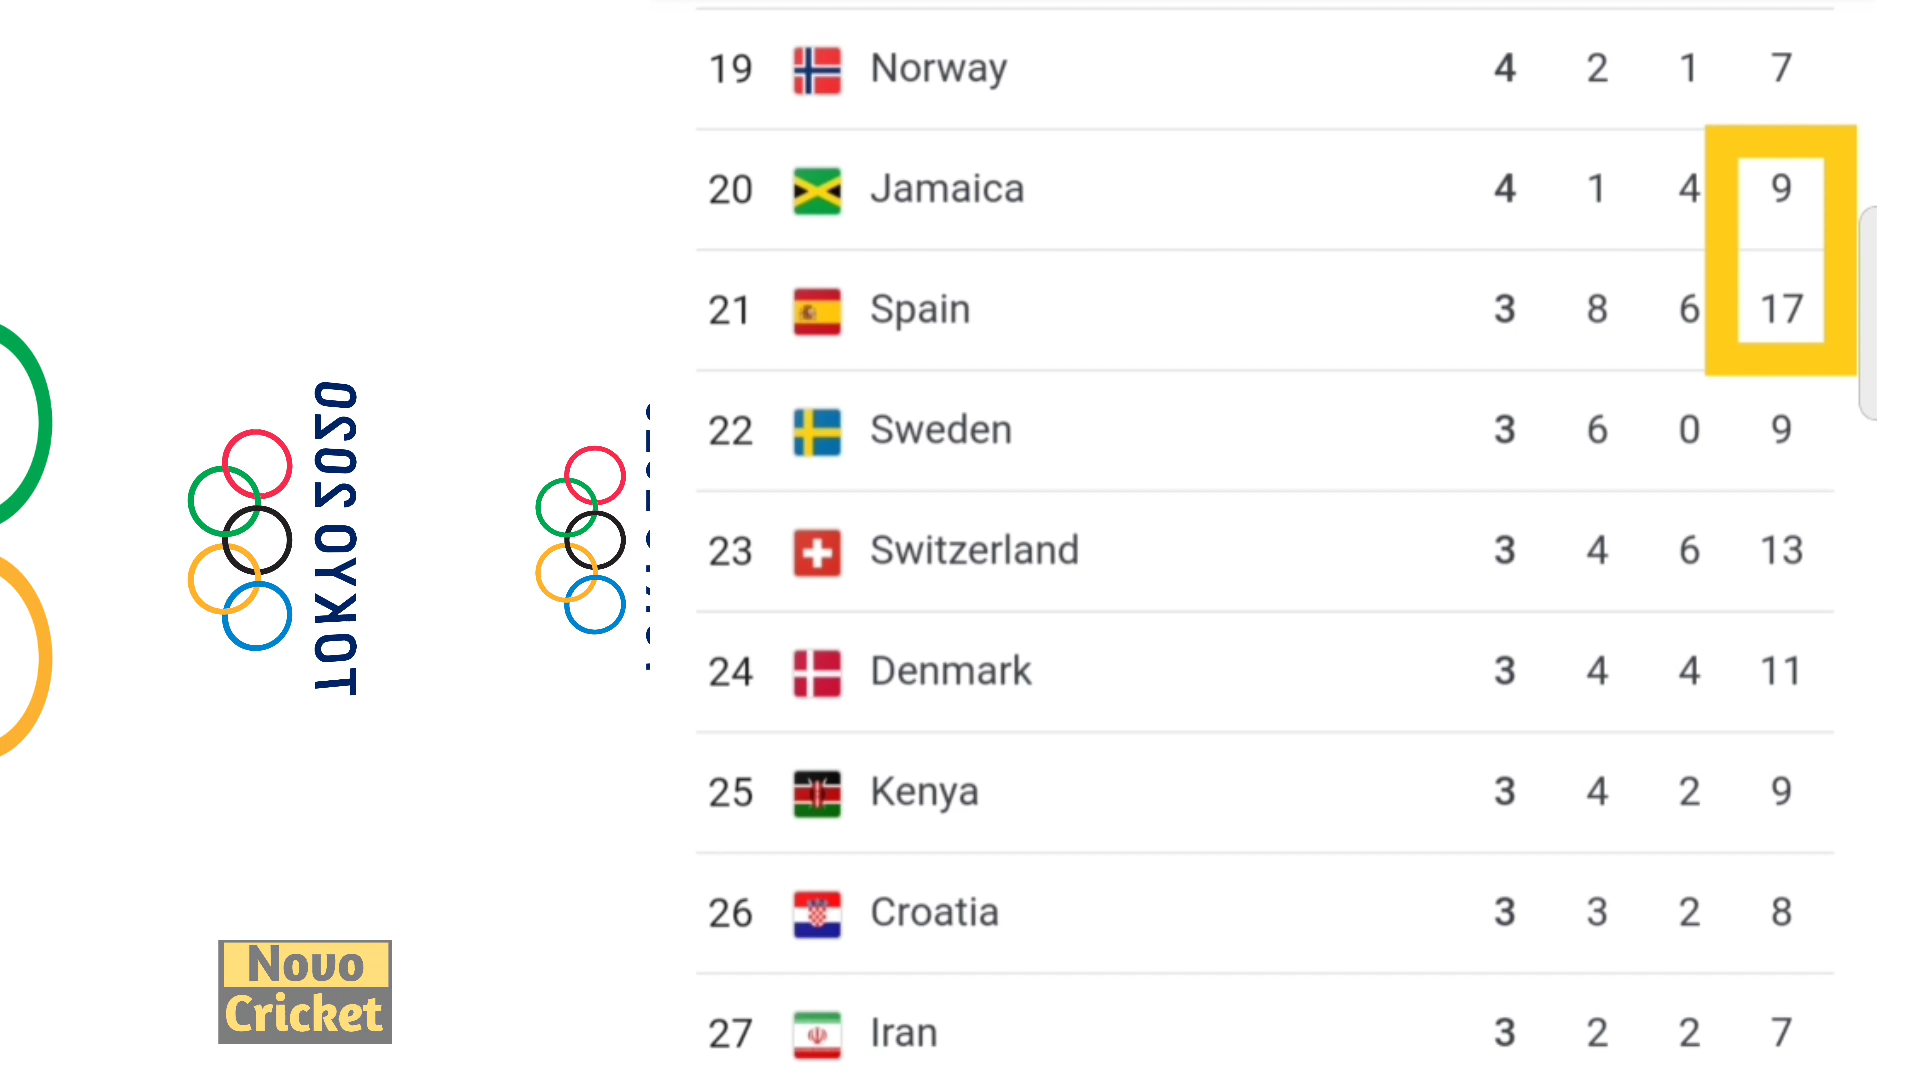 TOKYO 2020
Novo
Cricket
19 Norway 4 2 1 7
20 Jamaica 4 1 4 9
21 Spain 3 8 6 17
22 Sweden 3 6 0 9
23 Switzerland 3 4 6 13
24 Denmark 3 4 4 11
25 Kenya 3 4 2 9
26 Croatia 3 3 2 8
27 Iran 3 2 2 7